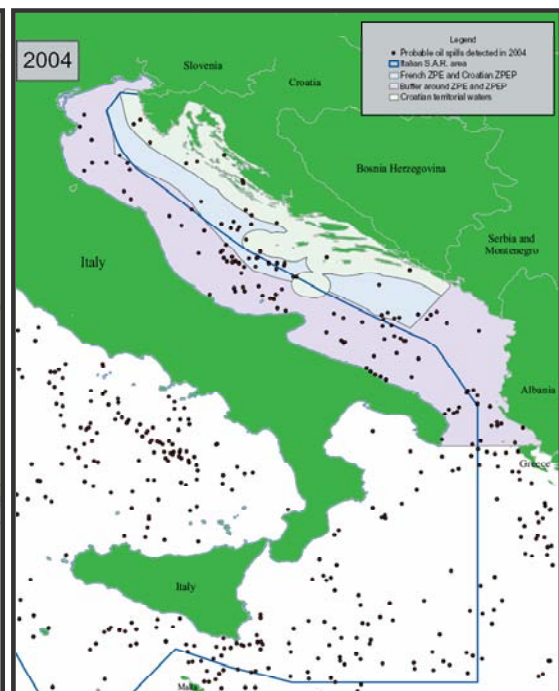 2004
Legend
Probable oil spills detected in 2004
Italian S.A.R. area
French ZPE and Croatian ZPEP
Buffer around ZPE and ZPEP
Croatian territorial waters
Slovenia
Croatia
Bosnia Herzegovina
Serbia and
Montenegro
Italy
Albania
Greece
Italy